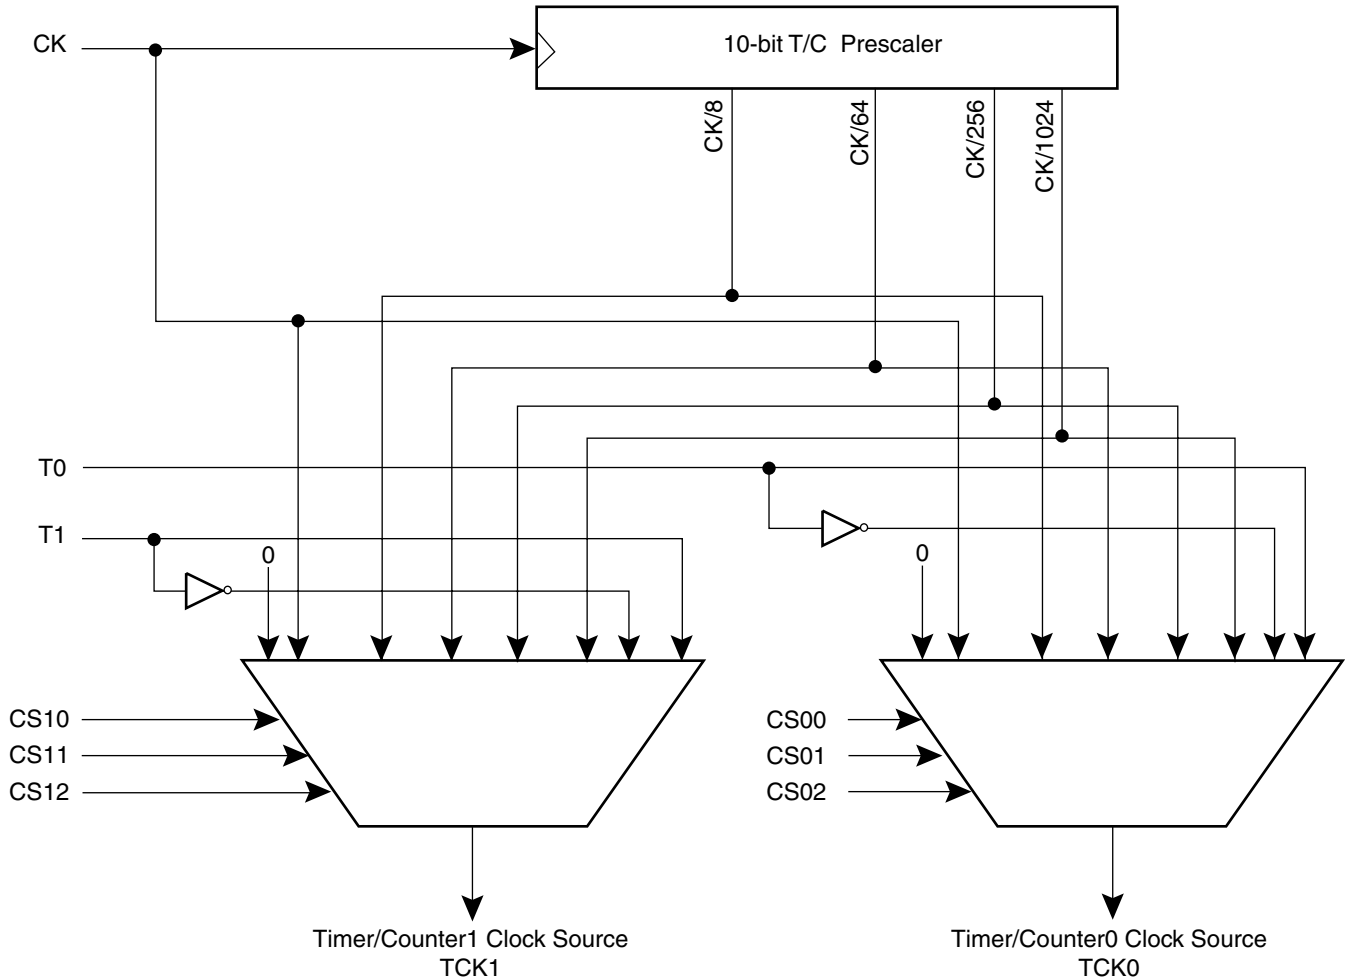 CK
10-bit T/C Prescaler
CK/8
CK/64
CK/256
CK/1024
T0
T1
0
0
CS10
CS11
CS12
CS00
CS01
CS02
Timer/Counter1 Clock Source
TCK1
Timer/Counter0 Clock Source
TCK0